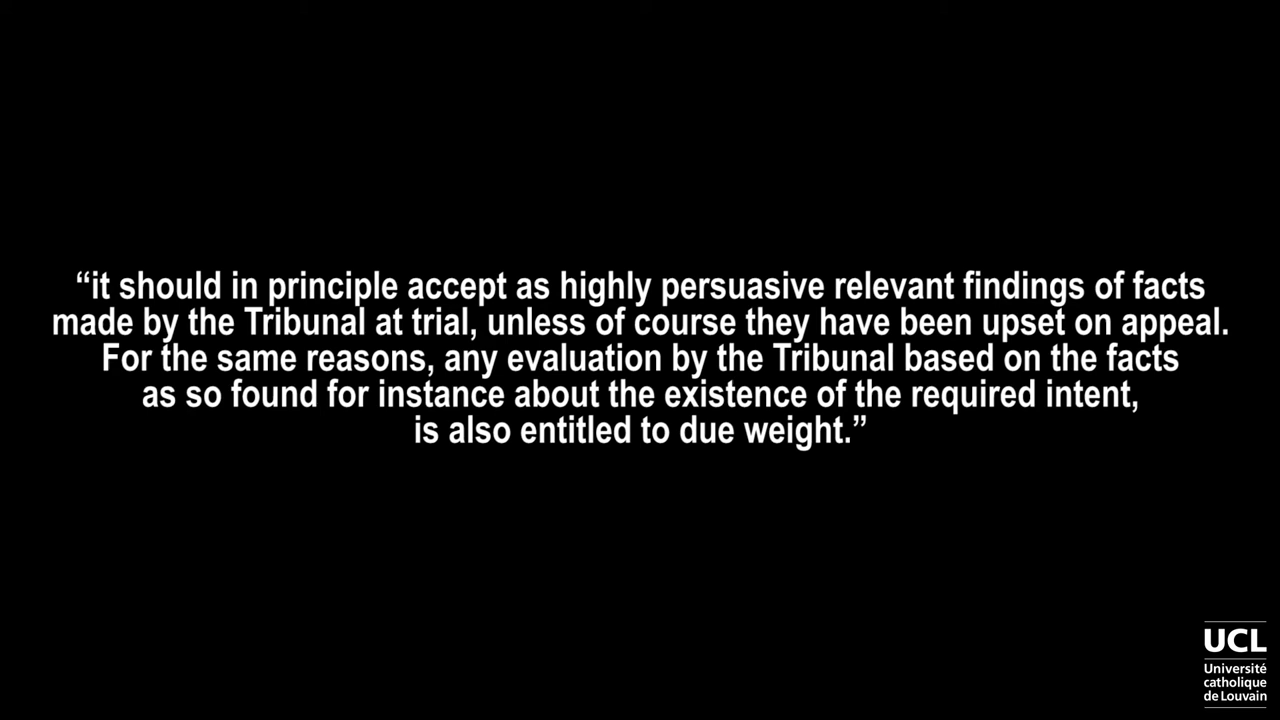 “it should in principle accept as highly persuasive relevant findings of facts
made by the Tribunal at trial, unless of course they have been upset on appeal.
For the same reasons, any evaluation by the Tribunal based on the facts
as so found for instance about the existence of the required intent,
is also entitled to due weight.”
UCL
Université
catholique
de Louvain